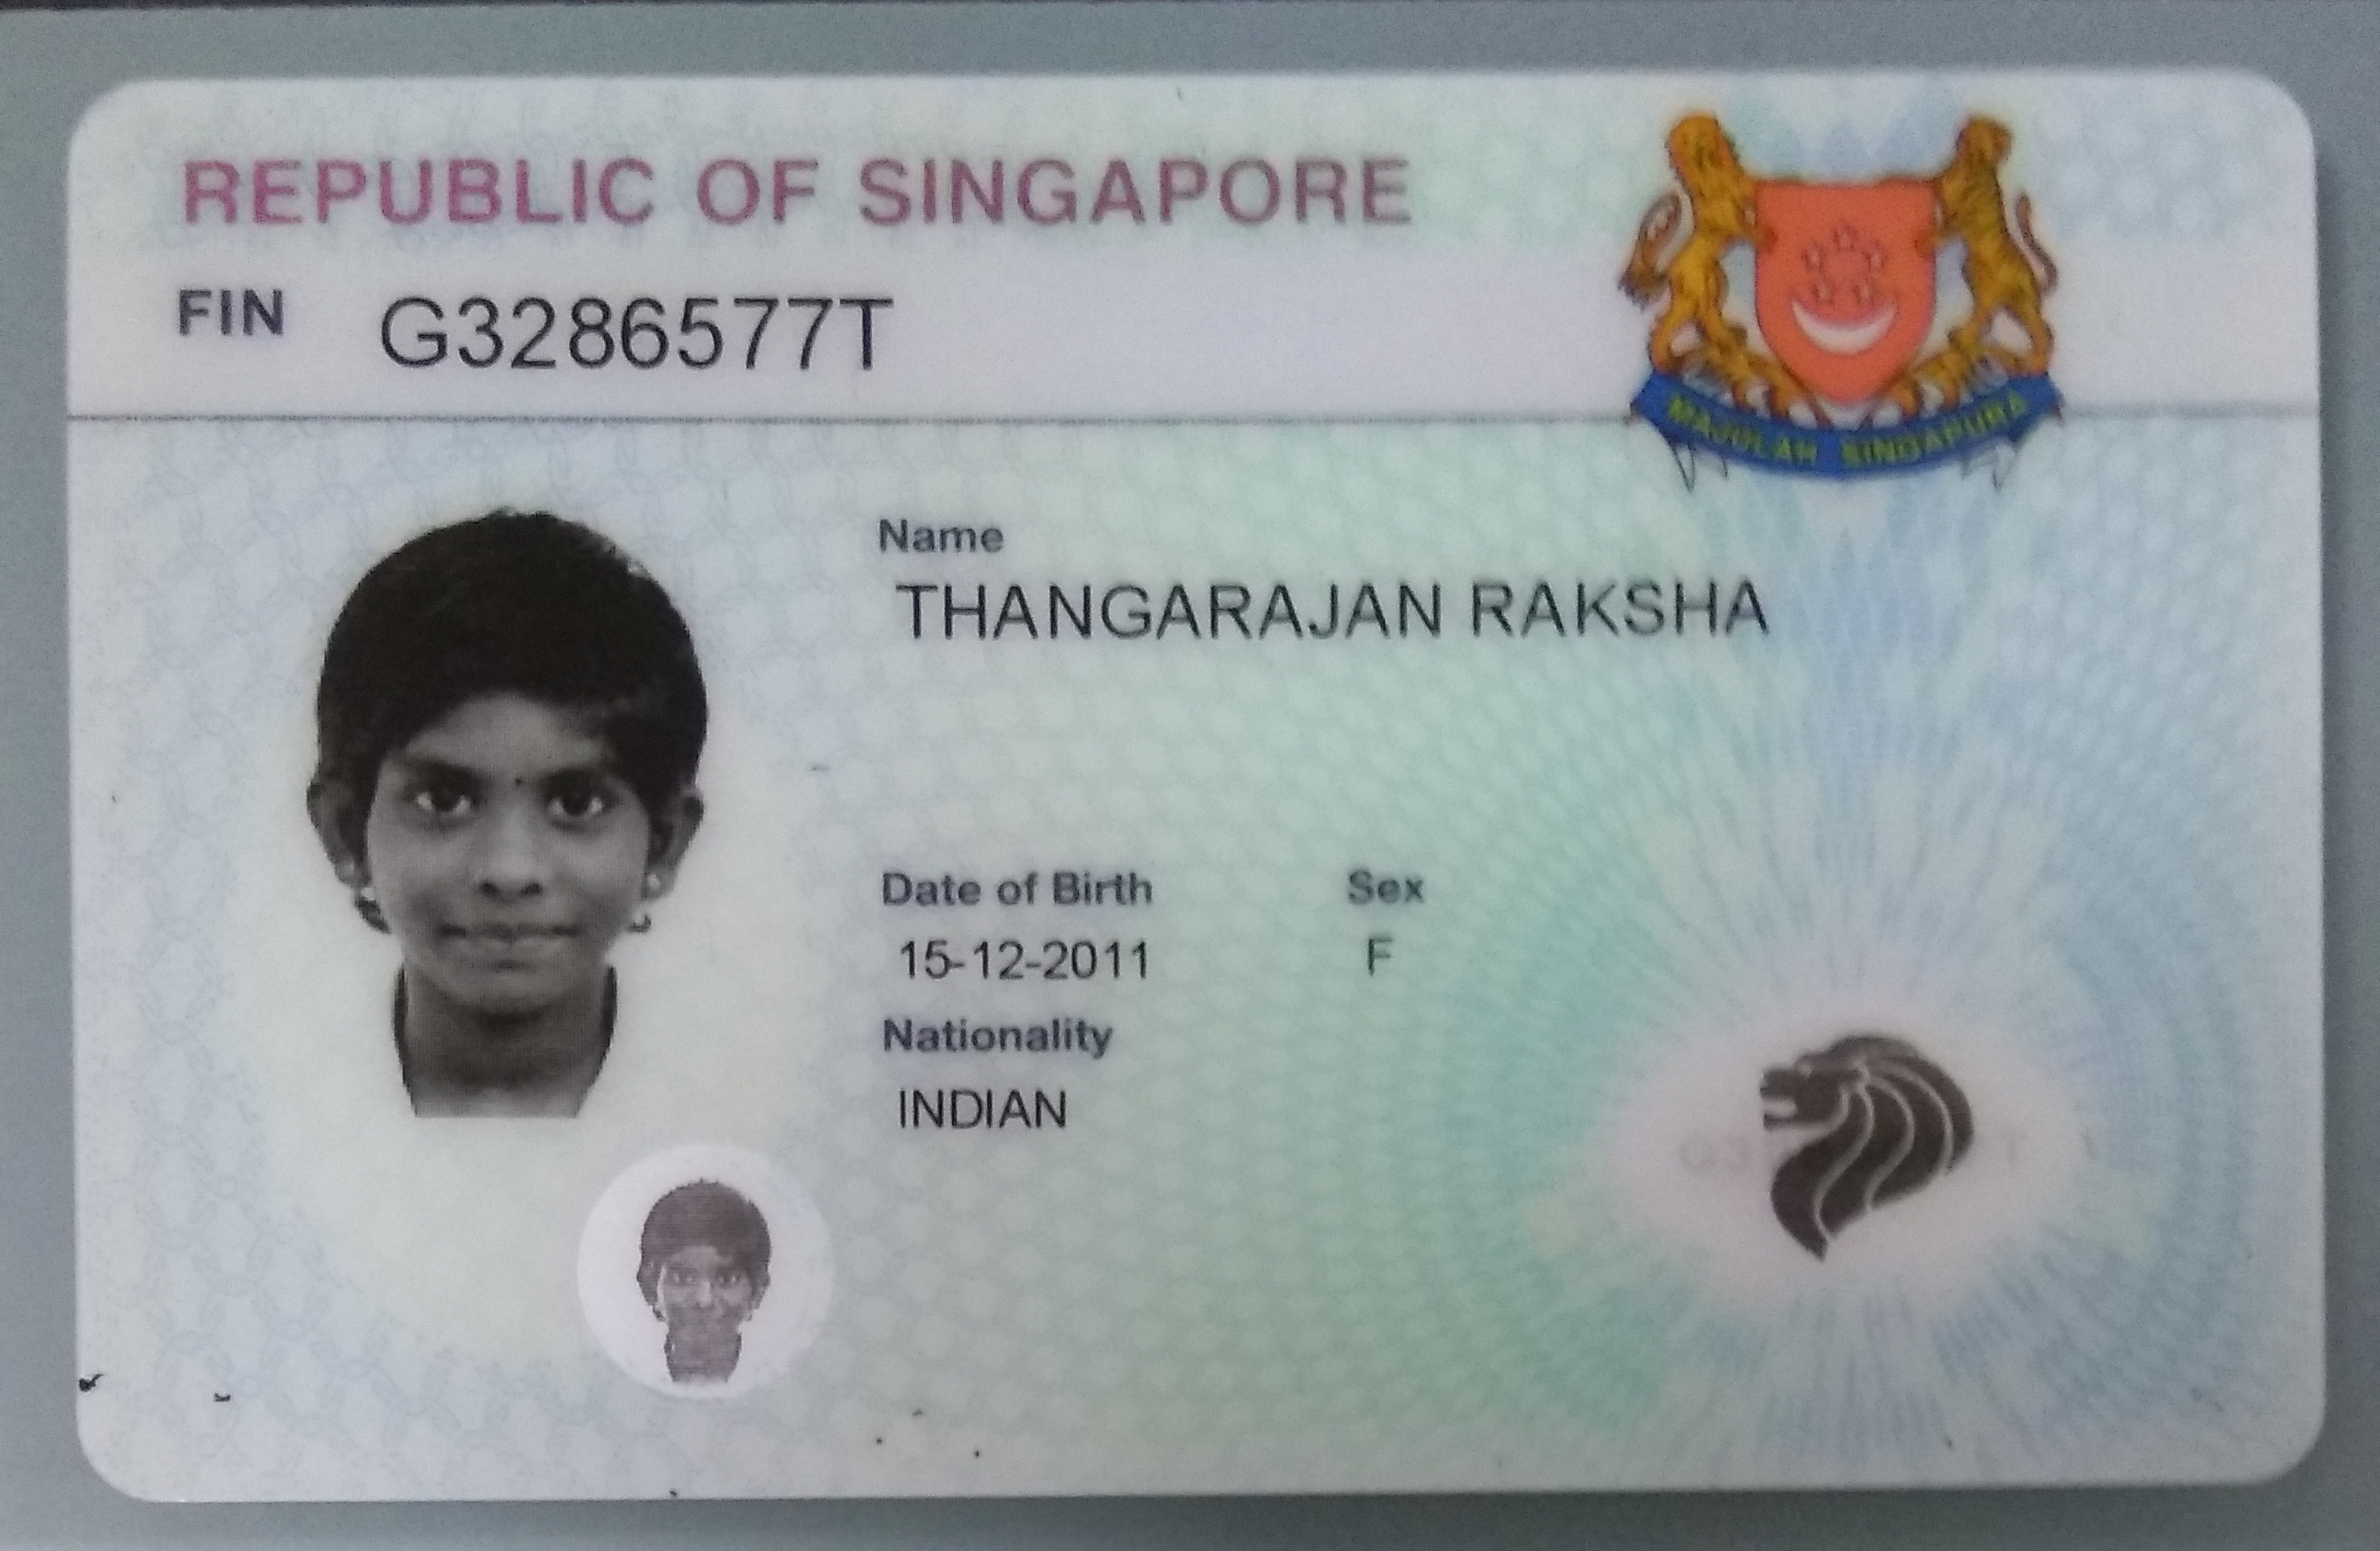 REPUBLIC OF SINGAPORE
FIN G3286577T
MAJULAH SINGAPURA
Name
THANGARAJAN RAKSHA
Date of Birth Sex
15-12-2011 F
Nationality
INDIAN